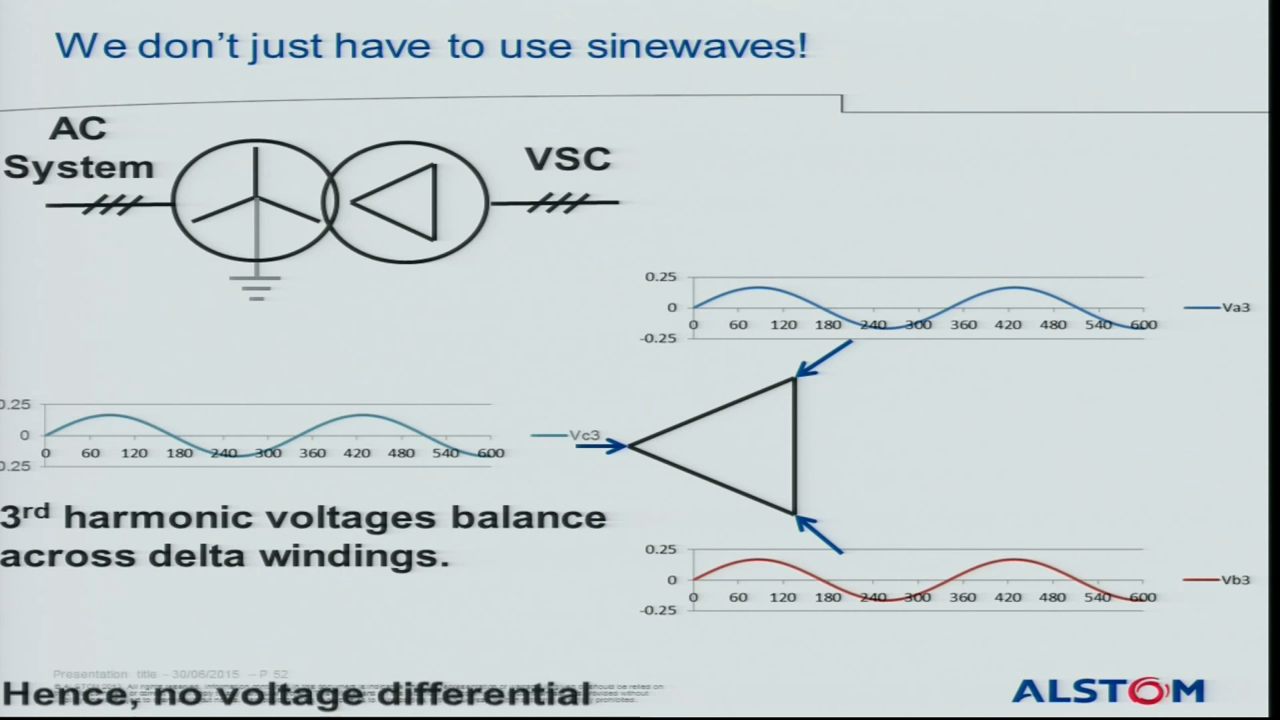 We don't just have to use sinewaves!
AC
System
VSC
0.25
0
-0.25
0 60 120 180 240 300 360 420 480 540 600
Va3
0.25
0
0.25
0 60 120 180 240 300 360 420 480 540 600
Vc3
3rd harmonic voltages balance
across delta windings.
0.25
0
-0.25
0 60 120 180 240 300 360 420 480 540 600
Vb3
Presentation title - 30/06/2015 - P 52
Hence, no voltage differential
ALSTOM